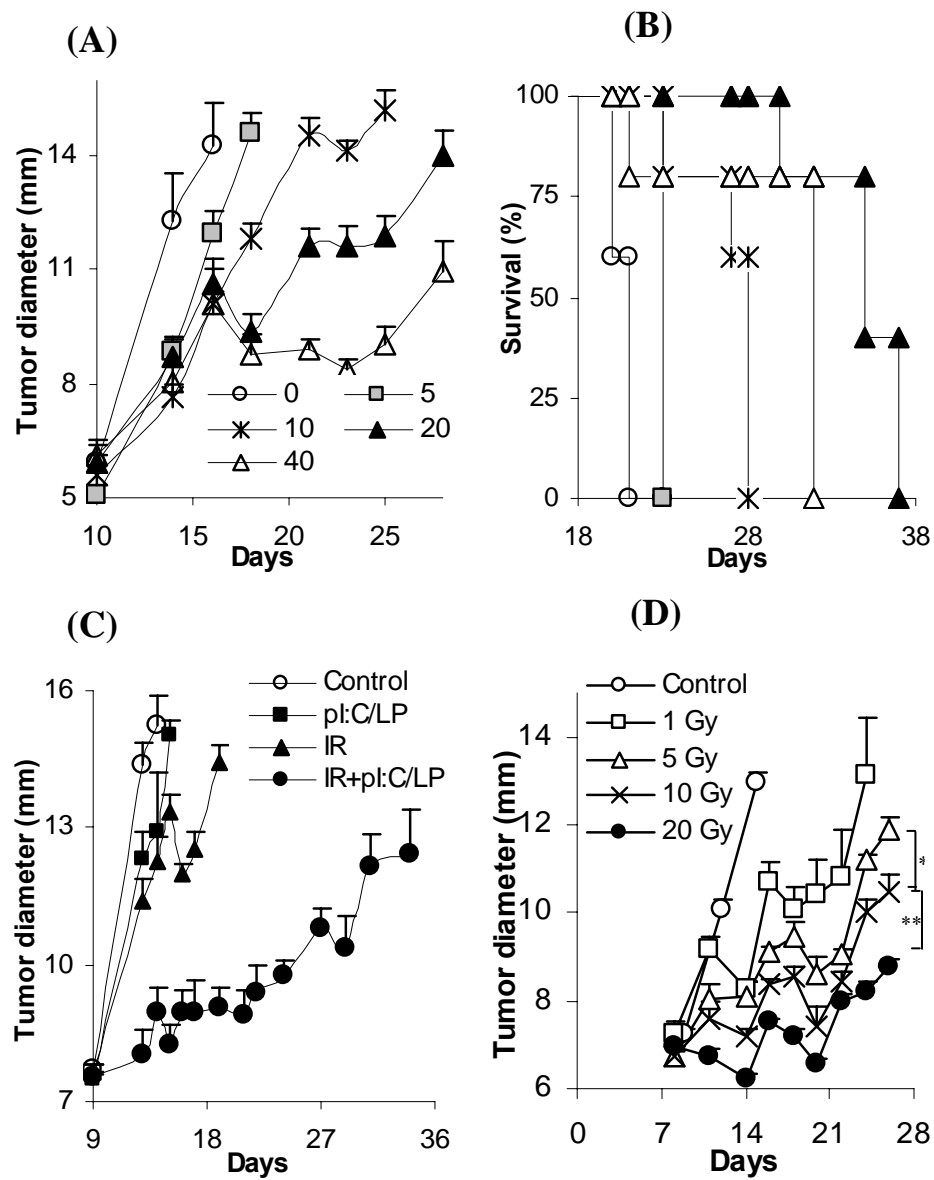 (A)
Tumor diameter (mm)
14
11
8
5
10
15
20
25
Days
0
5
10
20
40
(B)
Survival (%)
100
75
50
25
0
18
28
38
Days
(C)
Tumor diameter (mm)
16
13
10
7
9
18
27
36
Days
Control
pI:C/LP
IR
IR+pI:C/LP
(D)
Tumor diameter (mm)
14
12
10
8
6
0
7
14
21
28
Days
Control
1 Gy
5 Gy
10 Gy
20 Gy
*
**